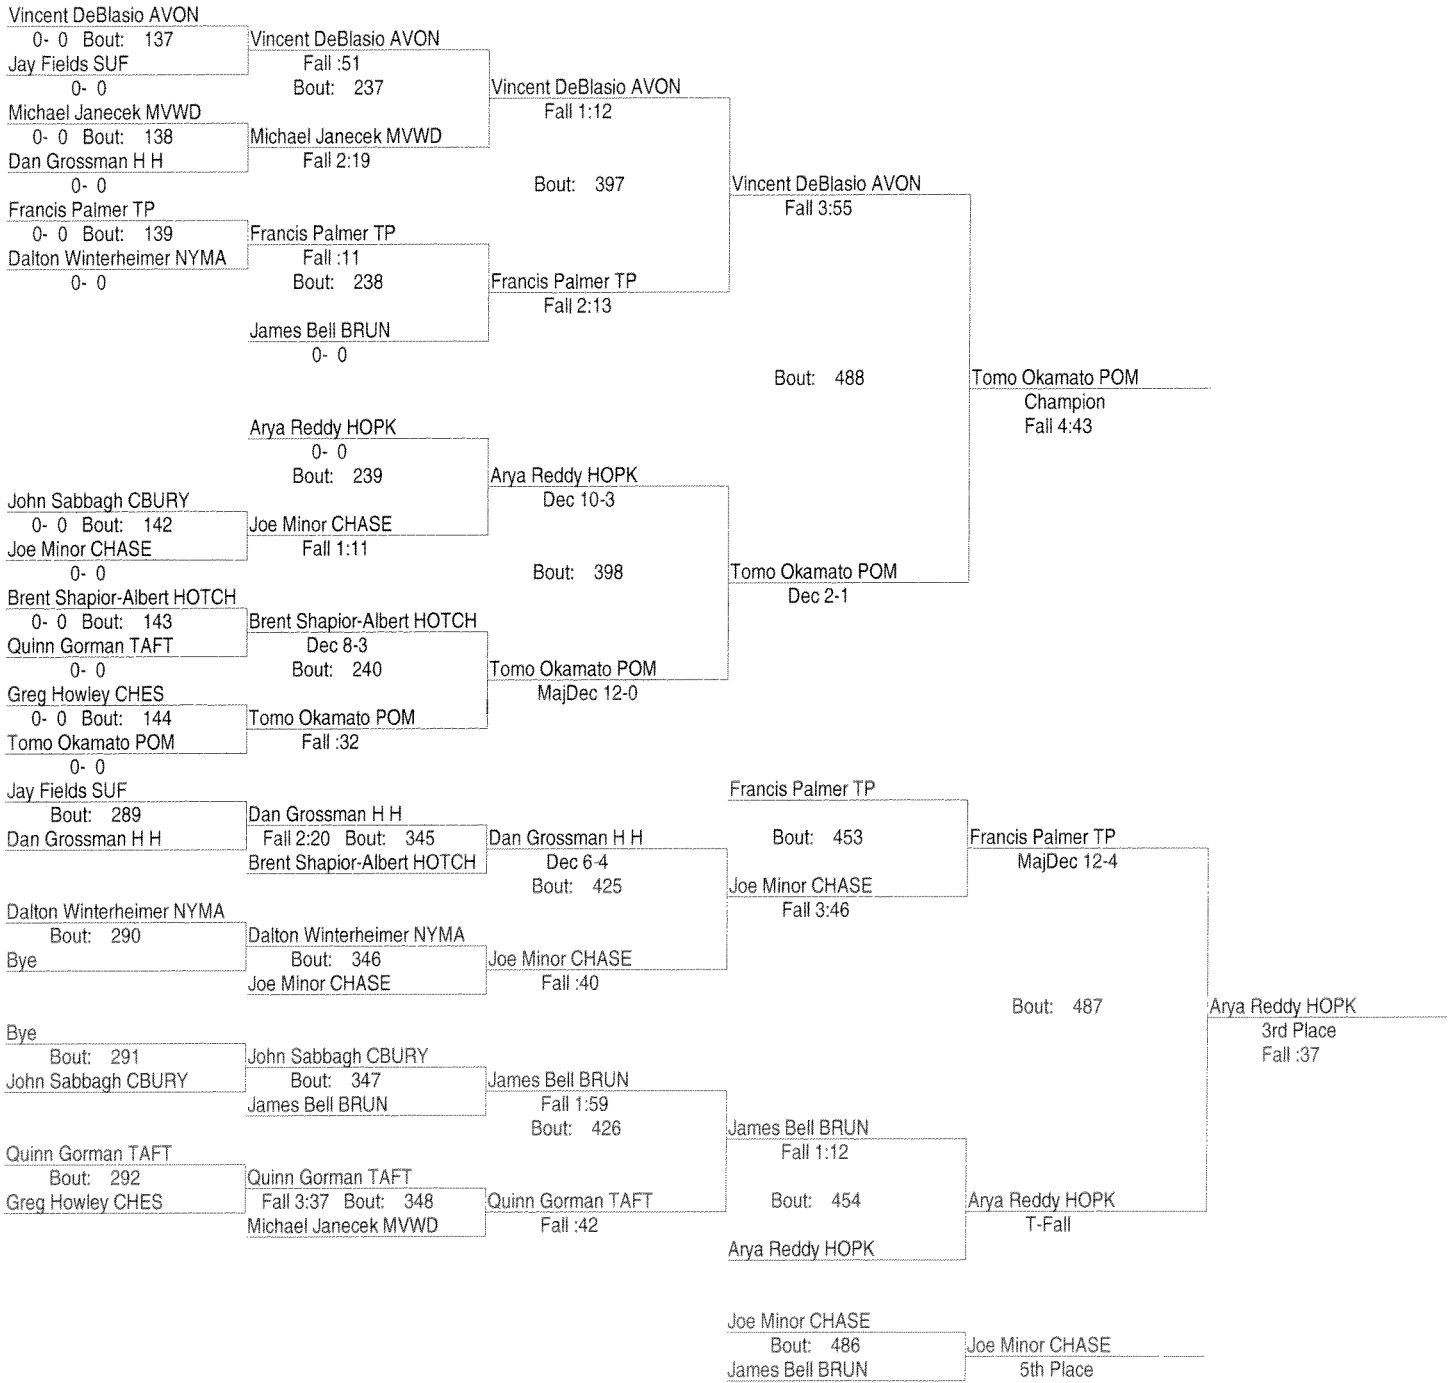 Vincent DeBlasio AVON
0- 0 Bout: 137
Jay Fields SUF
0- 0
Michael Janecek MVWD
0- 0 Bout: 138
Dan Grossman H H
0- 0
Francis Palmer TP
0- 0 Bout: 139
Dalton Winterheimer NYMA
0- 0
Vincent DeBlasio AVON
Fall :51
Bout: 237
Michael Janecek MVWD
Fall 2:19
Francis Palmer TP
Fall :11
Bout: 238
James Bell BRUN
0- 0
Vincent DeBlasio AVON
Fall 1:12
Bout: 397
Francis Palmer TP
Fall 2:13
Vincent DeBlasio AVON
Fall 3:55
Bout: 488
Tomo Okamato POM
Champion
Fall 4:43
John Sabbagh CBURY
0- 0 Bout: 142
Joe Minor CHASE
0- 0
Brent Shapior-Albert HOTCH
0- 0 Bout: 143
Quinn Gorman TAFT
0- 0
Greg Howley CHES
0- 0 Bout: 144
Tomo Okamato POM
0- 0
Arya Reddy HOPK
0- 0
Bout: 239
Joe Minor CHASE
Fall 1:11
Brent Shapior-Albert HOTCH
Dec 8-3
Bout: 240
Tomo Okamato POM
Fall :32
Arya Reddy HOPK
Dec 10-3
Bout: 398
Tomo Okamato POM
MajDec 12-0
Tomo Okamato POM
Dec 2-1
Jay Fields SUF
Bout: 289
Dan Grossman H H
Dalton Winterheimer NYMA
Bout: 290
Bye
Bye
Bout: 291
John Sabbagh CBURY
Quinn Gorman TAFT
Bout: 292
Greg Howley CHES
Dan Grossman H H
Fall 2:20 Bout: 345
Brent Shapior-Albert HOTCH
Dalton Winterheimer NYMA
Bout: 346
Joe Minor CHASE
John Sabbagh CBURY
Bout: 347
James Bell BRUN
Quinn Gorman TAFT
Fall 3:37 Bout: 348
Michael Janecek MVWD
Dan Grossman H H
Dec 6-4
Bout: 425
Joe Minor CHASE
Fall :40
James Bell BRUN
Fall 1:59
Bout: 426
Quinn Gorman TAFT
Fall :42
Francis Palmer TP
Bout: 453
Joe Minor CHASE
Fall 3:46
James Bell BRUN
Fall 1:12
Bout: 454
Arya Reddy HOPK
Francis Palmer TP
MajDec 12-4
Bout: 487
Arya Reddy HOPK
T-Fall
Arya Reddy HOPK
3rd Place
Fall :37
Joe Minor CHASE
Bout: 486
James Bell BRUN
Joe Minor CHASE
5th Place